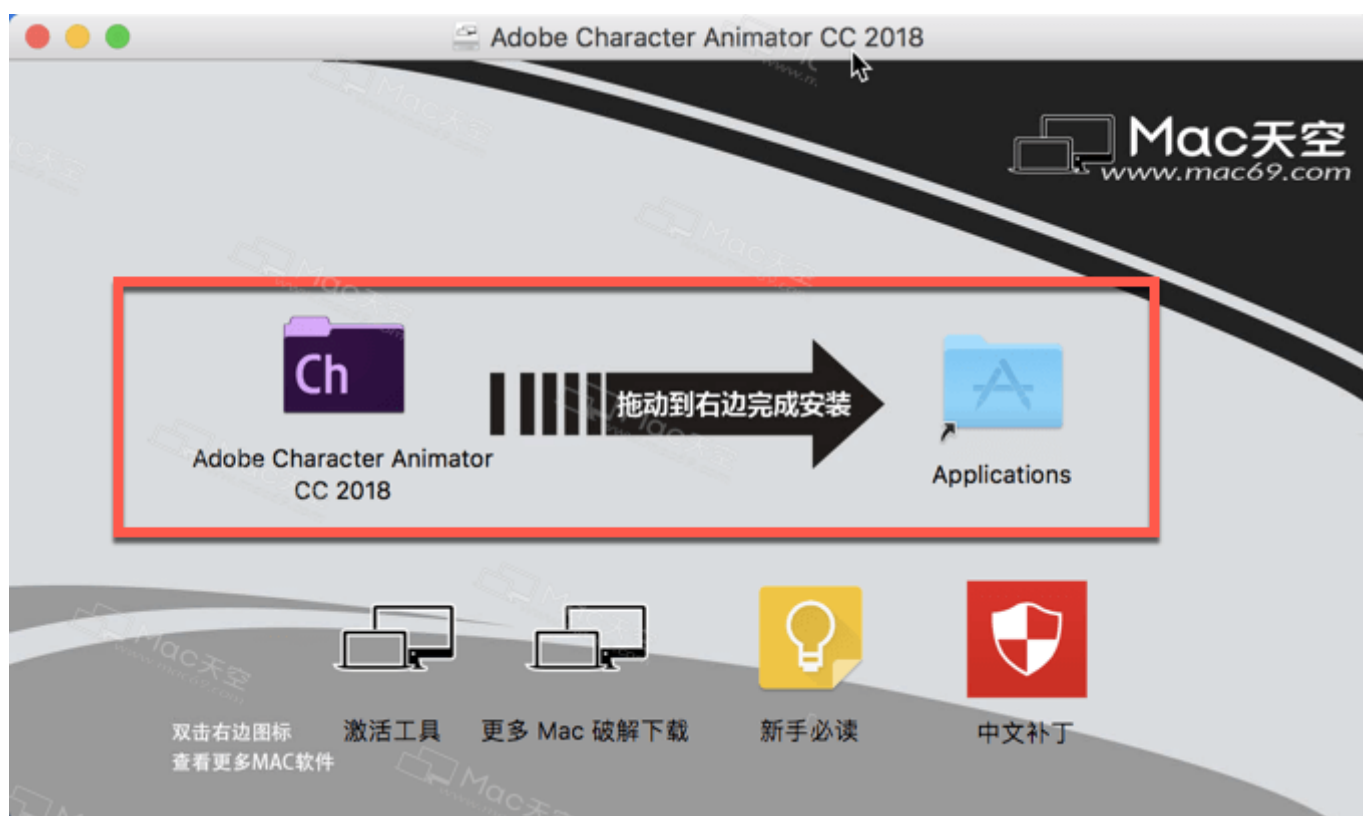 Adobe Character Animator CC 2018
Mac天空
www.mac69.com
Ch
拖动到右边完成安装
Adobe Character Animator
CC 2018
Applications
双击右边图标
查看更多MAC软件
激活工具
更多 Mac 破解下载
新手必读
中文补丁